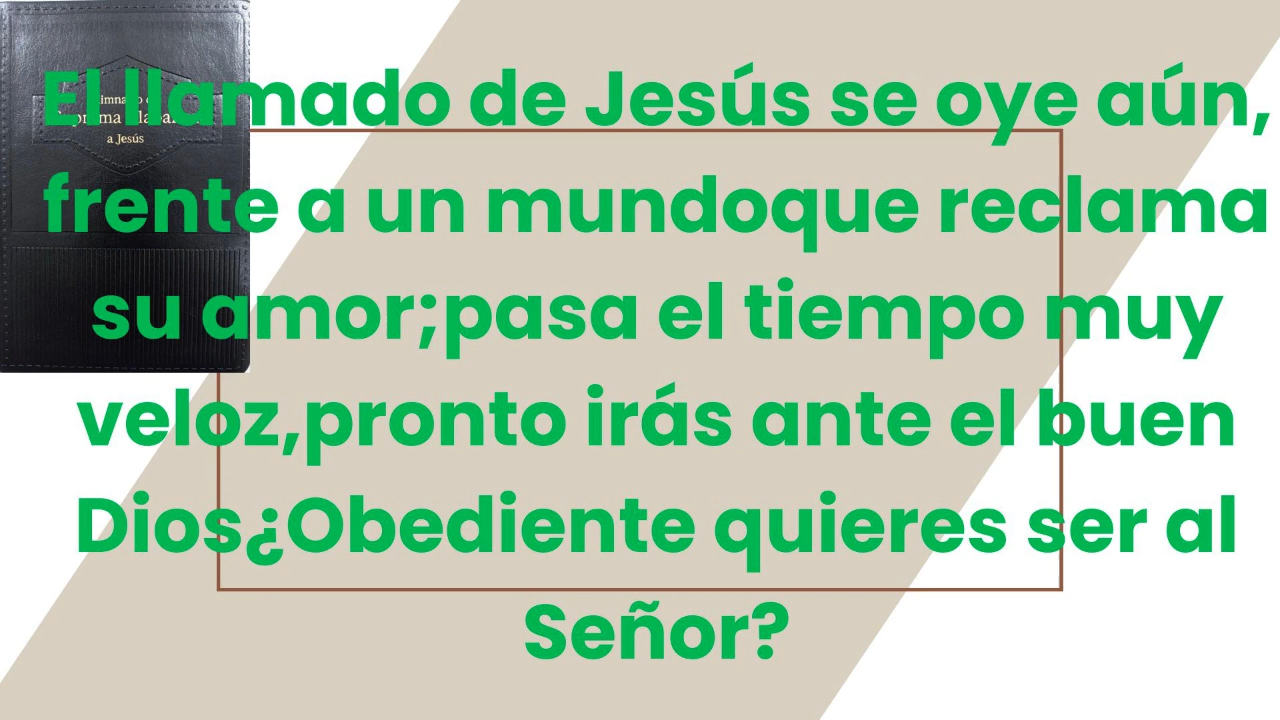 El llamado de Jesús se oye aún,
frente a un mundoque reclama
su amor;pasa el tiempo muy
veloz,pronto irás ante el buen
Dios¿Obediente quieres ser al
Señor?
a Jesús